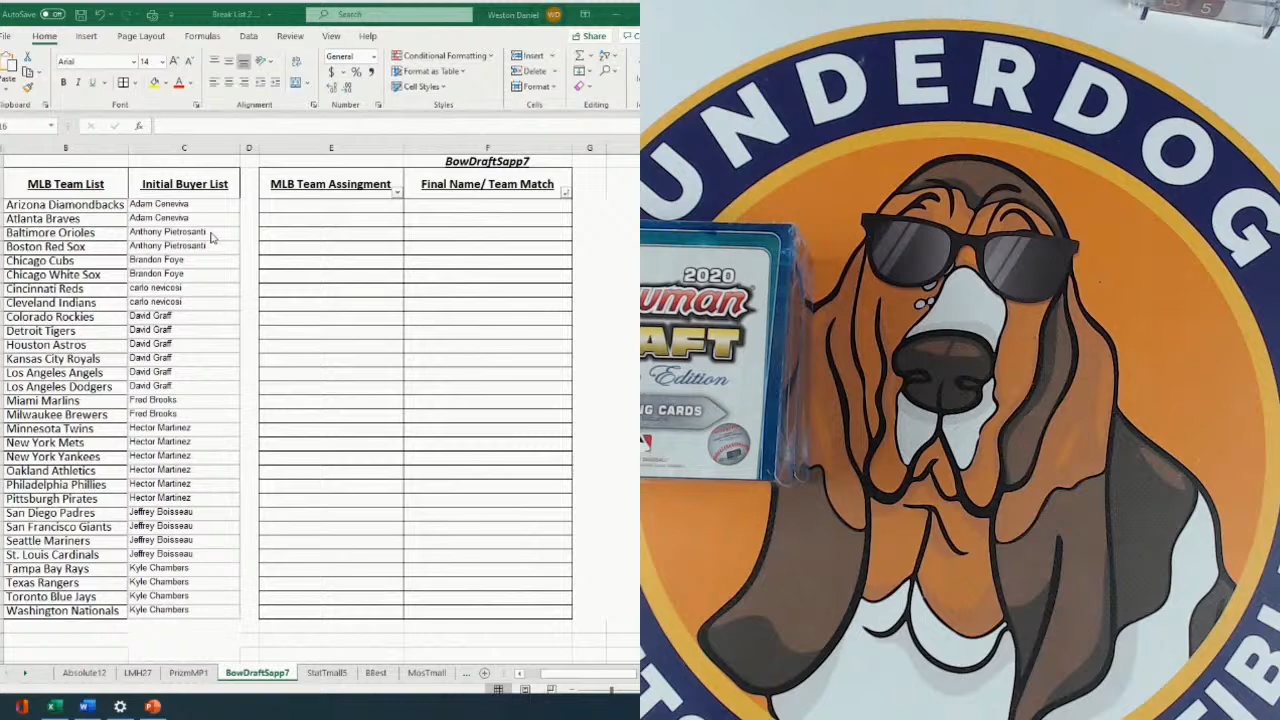 AutoSave
Off
Break List 2...
Search
Weston Daniel
WD
File
Home
Insert
Page Layout
Formulas
Data
Review
View
Help
Share
Paste
Arial
14
General
Conditional Formatting
Format as Table
Cell Styles
Insert
Delete
Format
Clipboard
Font
Alignment
Number
Styles
Cells
Editing
fx
B
C
D
E
F
G
BowDraftSapp7
MLB Team List
Initial Buyer List
MLB Team Assingment
Final Name/ Team Match
Arizona Diamondbacks Adam Ceneviva
Atlanta Braves Adam Ceneviva
Baltimore Orioles Anthony Pietrosanti
Boston Red Sox Anthony Pietrosanti
Chicago Cubs Brandon Foye
Chicago White Sox Brandon Foye
Cincinnati Reds carlo nevicosi
Cleveland Indians carlo nevicosi
Colorado Rockies David Graff
Detroit Tigers David Graff
Houston Astros David Graff
Kansas City Royals David Graff
Los Angeles Angels David Graff
Los Angeles Dodgers David Graff
Miami Marlins Fred Brooks
Milwaukee Brewers Fred Brooks
Minnesota Twins Hector Martinez
New York Mets Hector Martinez
New York Yankees Hector Martinez
Oakland Athletics Hector Martinez
Philadelphia Phillies Hector Martinez
Pittsburgh Pirates Hector Martinez
San Diego Padres Jeffrey Boisseau
San Francisco Giants Jeffrey Boisseau
Seattle Mariners Jeffrey Boisseau
St. Louis Cardinals Jeffrey Boisseau
Tampa Bay Rays Kyle Chambers
Texas Rangers Kyle Chambers
Toronto Blue Jays Kyle Chambers
Washington Nationals Kyle Chambers
Absolute12
LMH27
PrizmMP1
BowDraftSapp7
StatTmall5
BBest
MosTmall
...
UNDERDOG
2020
owman
AFT
Edition
NG CARDS
5